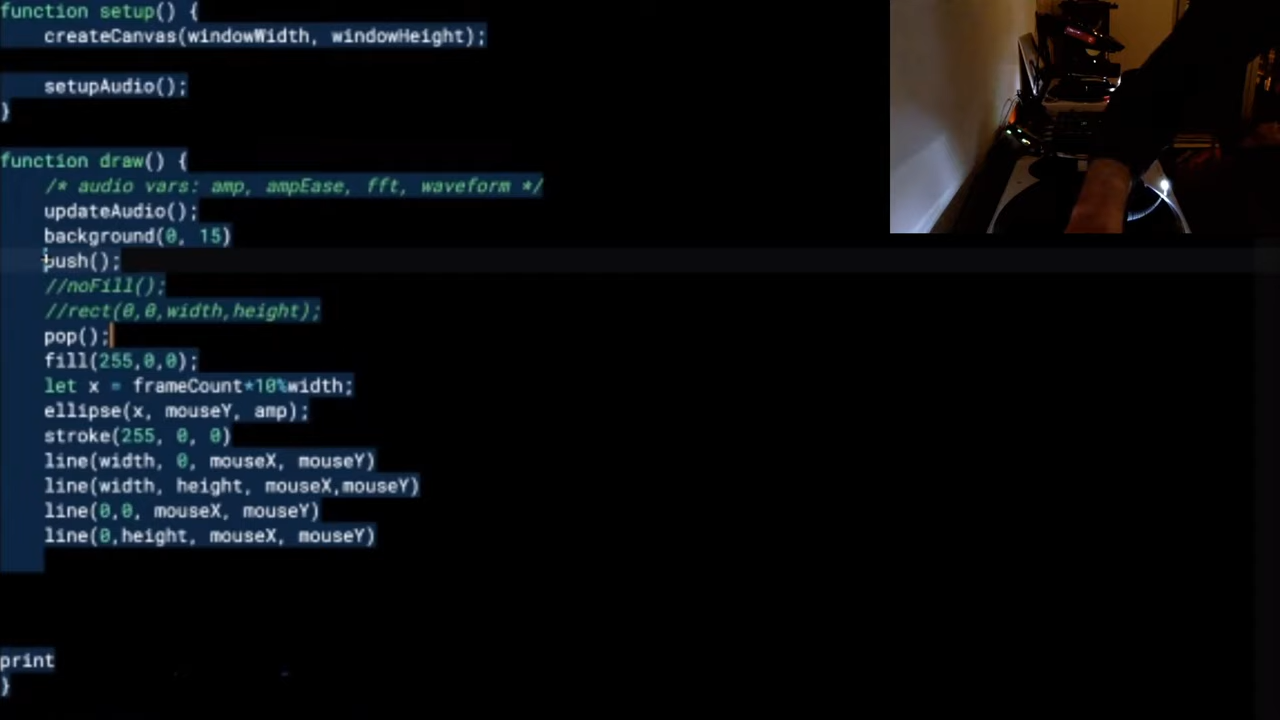 function setup() {
createCanvas(windowWidth, windowHeight);
setupAudio();
}
function draw() {
/* audio vars: amp, ampEase, fft, waveform */
updateAudio();
background(0, 15)
push();
//noFill();
//rect(0,0,width,height);
pop();
fill(255,0,0);
let x = frameCount*10%width;
ellipse(x, mouseY, amp);
stroke(255, 0, 0)
line(width, 0, mouseX, mouseY)
line(width, height, mouseX,mouseY)
line(0,0, mouseX, mouseY)
line(0,height, mouseX, mouseY)
print
}